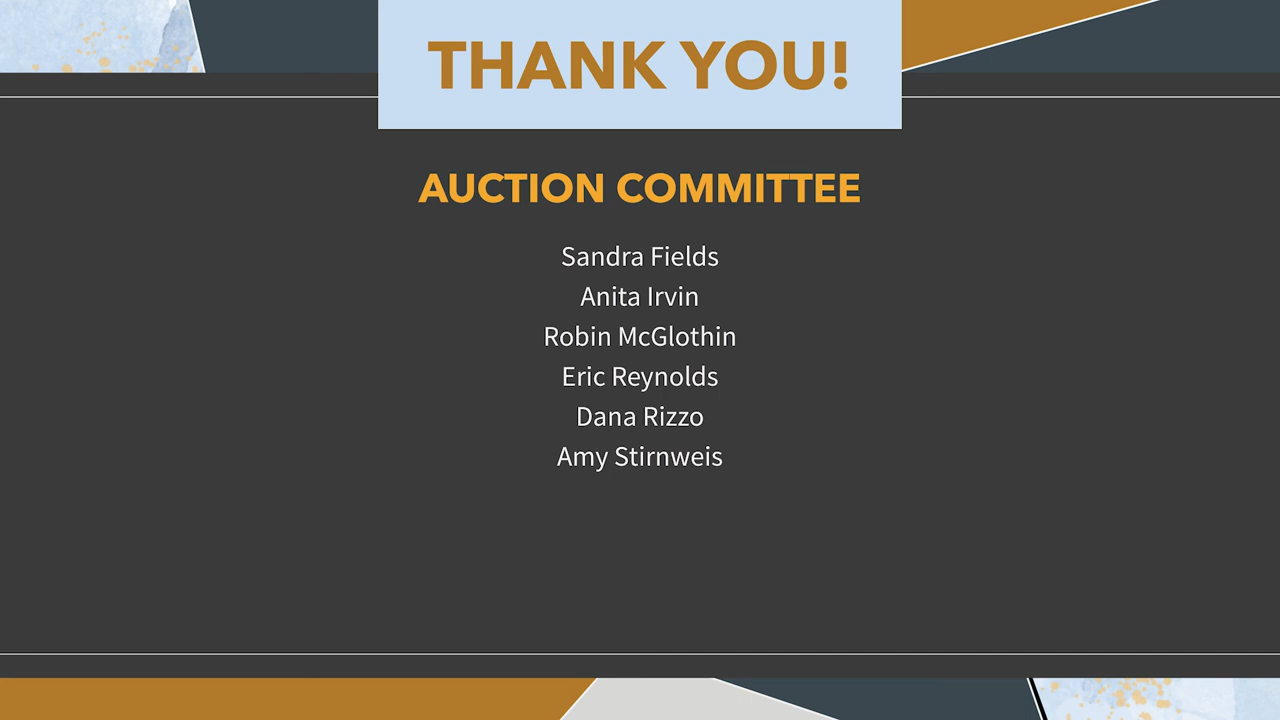 THANK YOU!
AUCTION COMMITTEE
Sandra Fields
Anita Irvin
Robin McGlothin
Eric Reynolds
Dana Rizzo
Amy Stirnweis